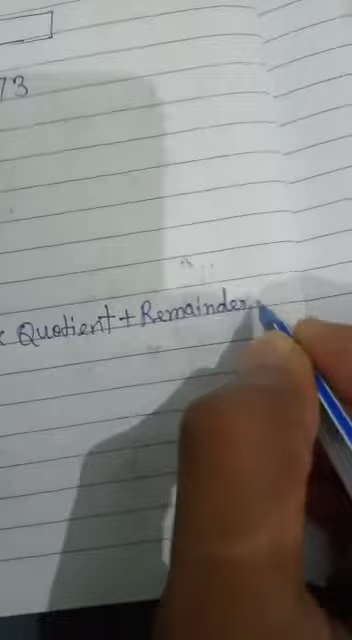 73
× Quotient + Remainder